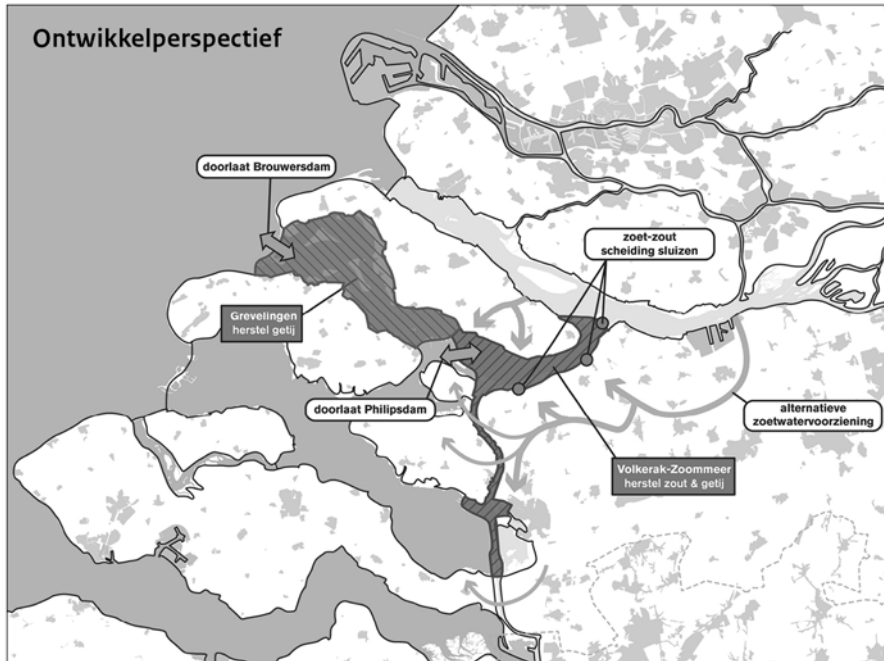 Ontwikkelperspectief
doorlaat Brouwersdam
zoet-zout
scheiding sluizen
Grevelingen
herstel getij
doorlaat Philipsdam
alternatieve
zoetwatervoorziening
Volkerak-Zoommeer
herstel zout & getij